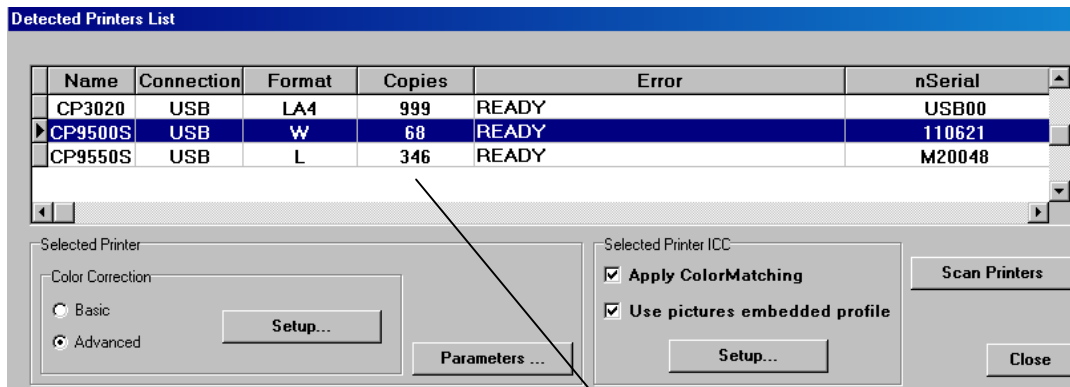 Detected Printers List
Name Connection Format Copies Error nSerial
CP3020 USB LA4 999 READY USB00
CP9500S USB W 68 READY 110621
CP9550S USB L 346 READY M20048
Selected Printer
Selected Printer ICC
Color Correction
Apply ColorMatching
Scan Printers
Basic
Use pictures embedded profile
Setup...
Advanced
Parameters ...
Setup...
Close